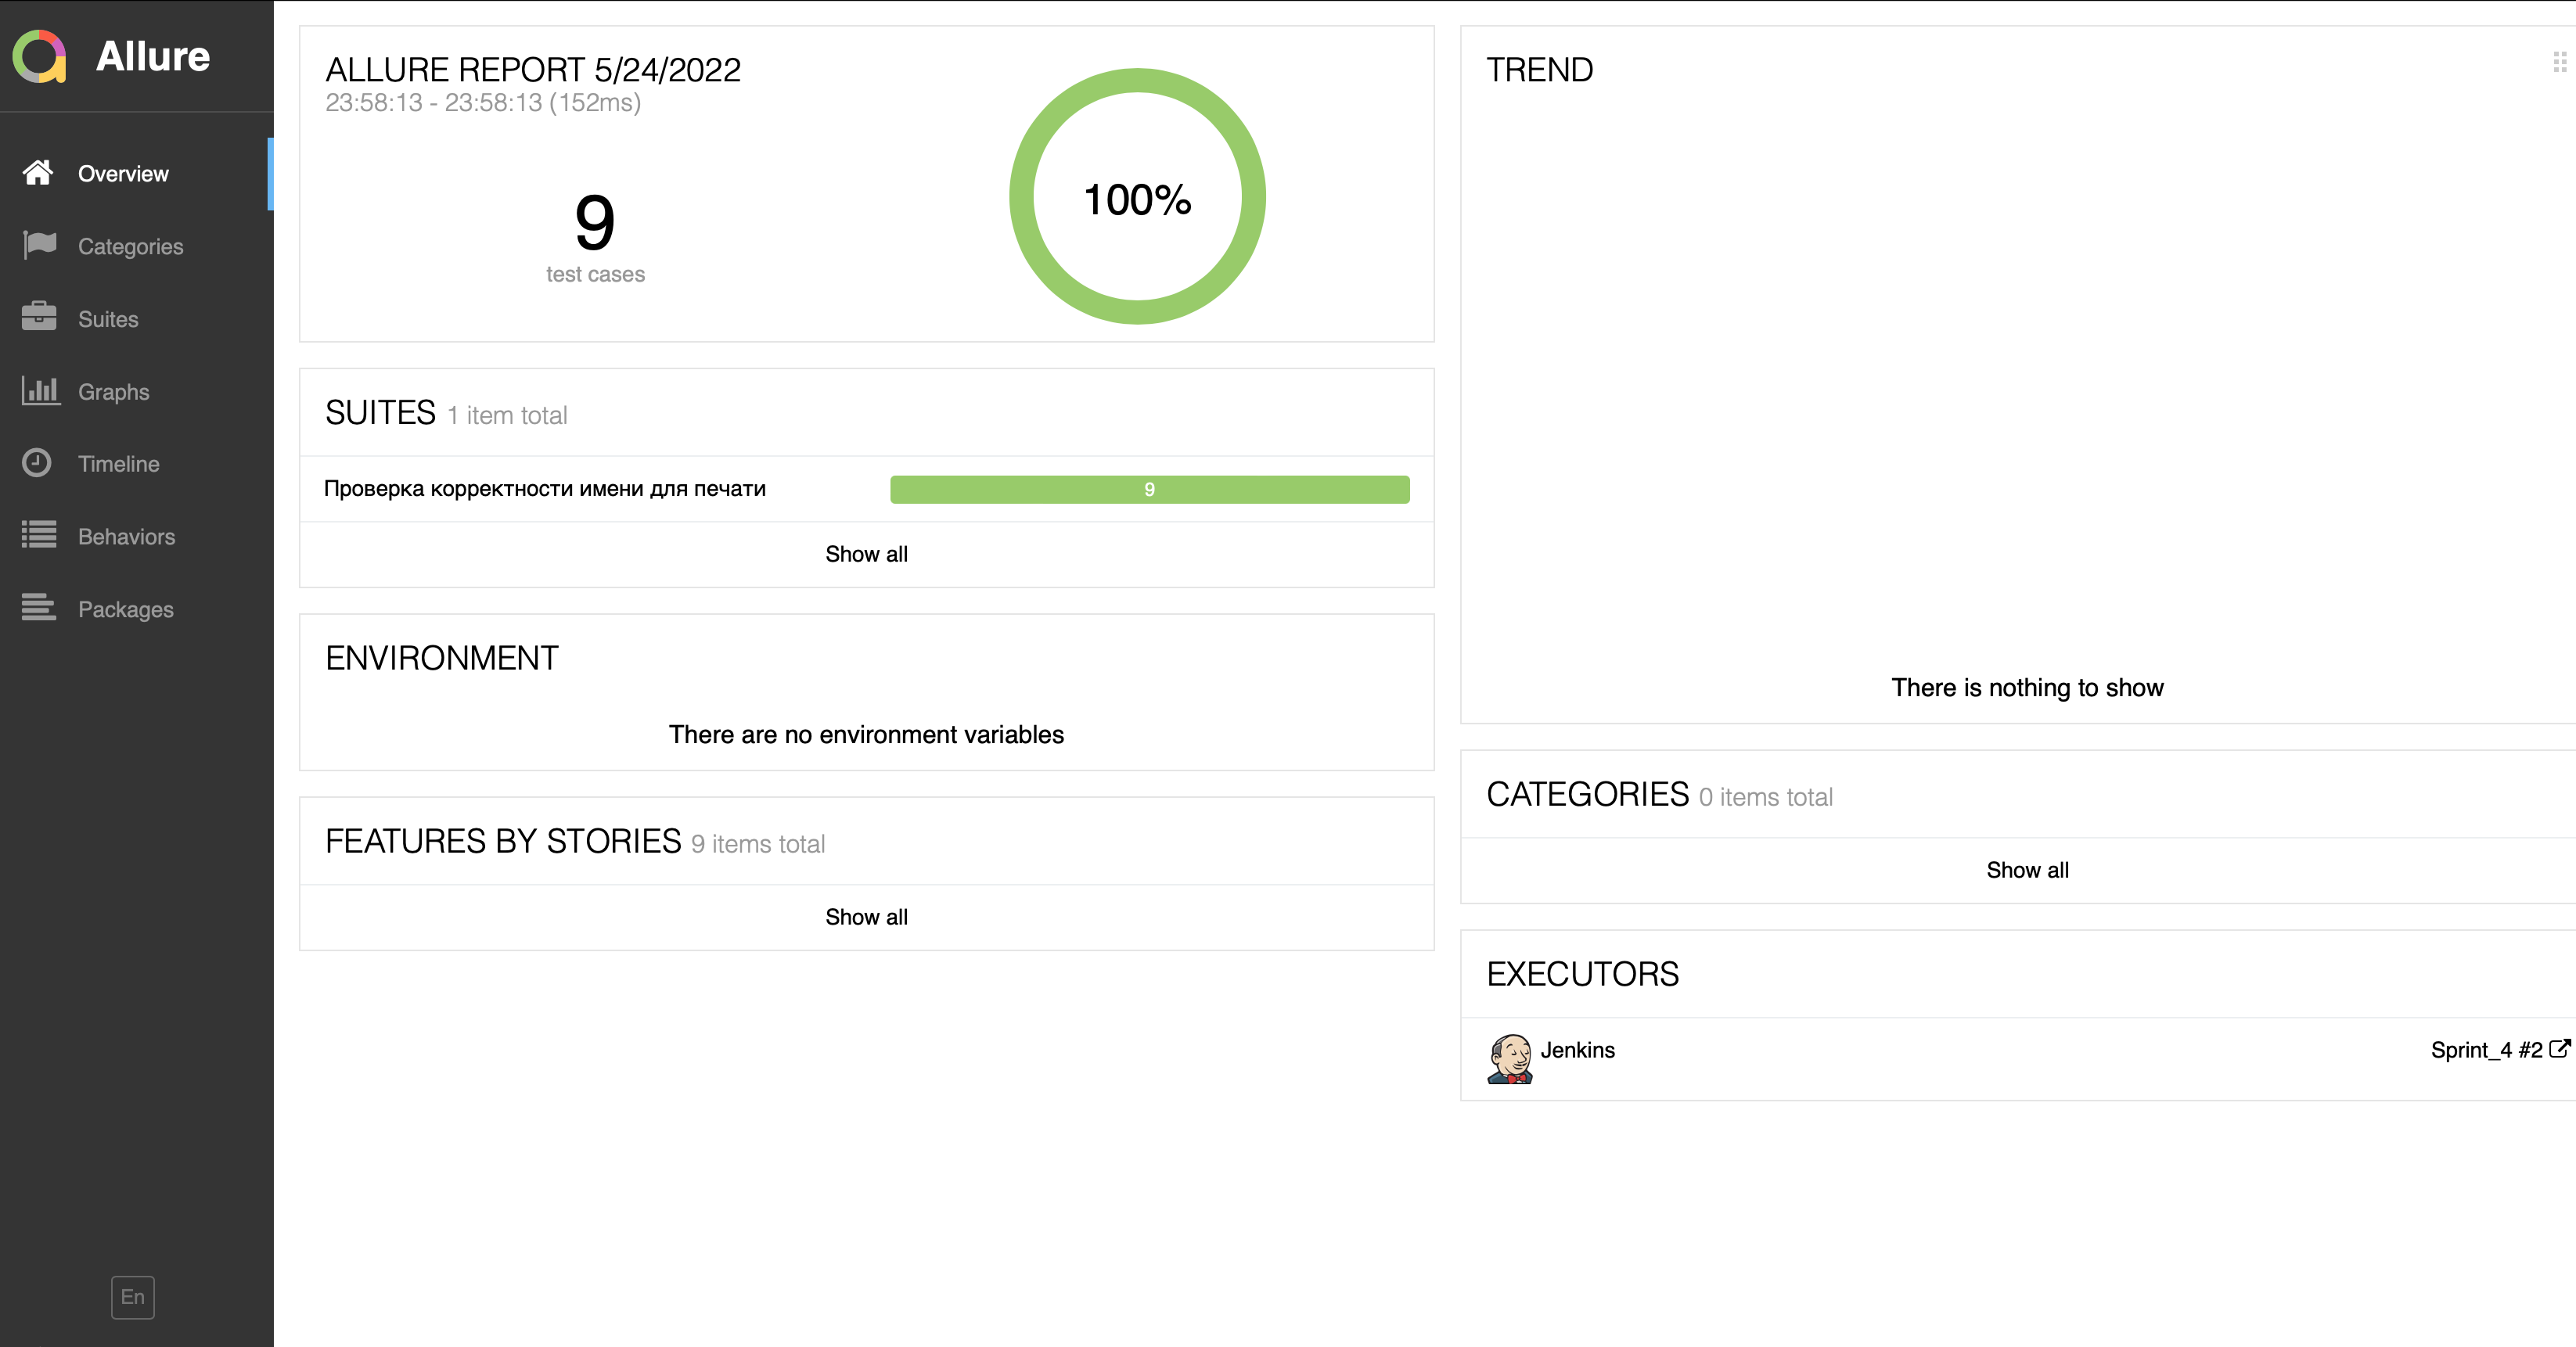 Allure
Overview
Categories
Suites
Graphs
Timeline
Behaviors
Packages
En
ALLURE REPORT 5/24/2022
23:58:13 - 23:58:13 (152ms)
9
test cases
100%
SUITES 1 item total
Проверка корректности имени для печати 9
Show all
ENVIRONMENT
There are no environment variables
FEATURES BY STORIES 9 items total
Show all
TREND
There is nothing to show
CATEGORIES 0 items total
Show all
EXECUTORS
Jenkins Sprint_4 #2